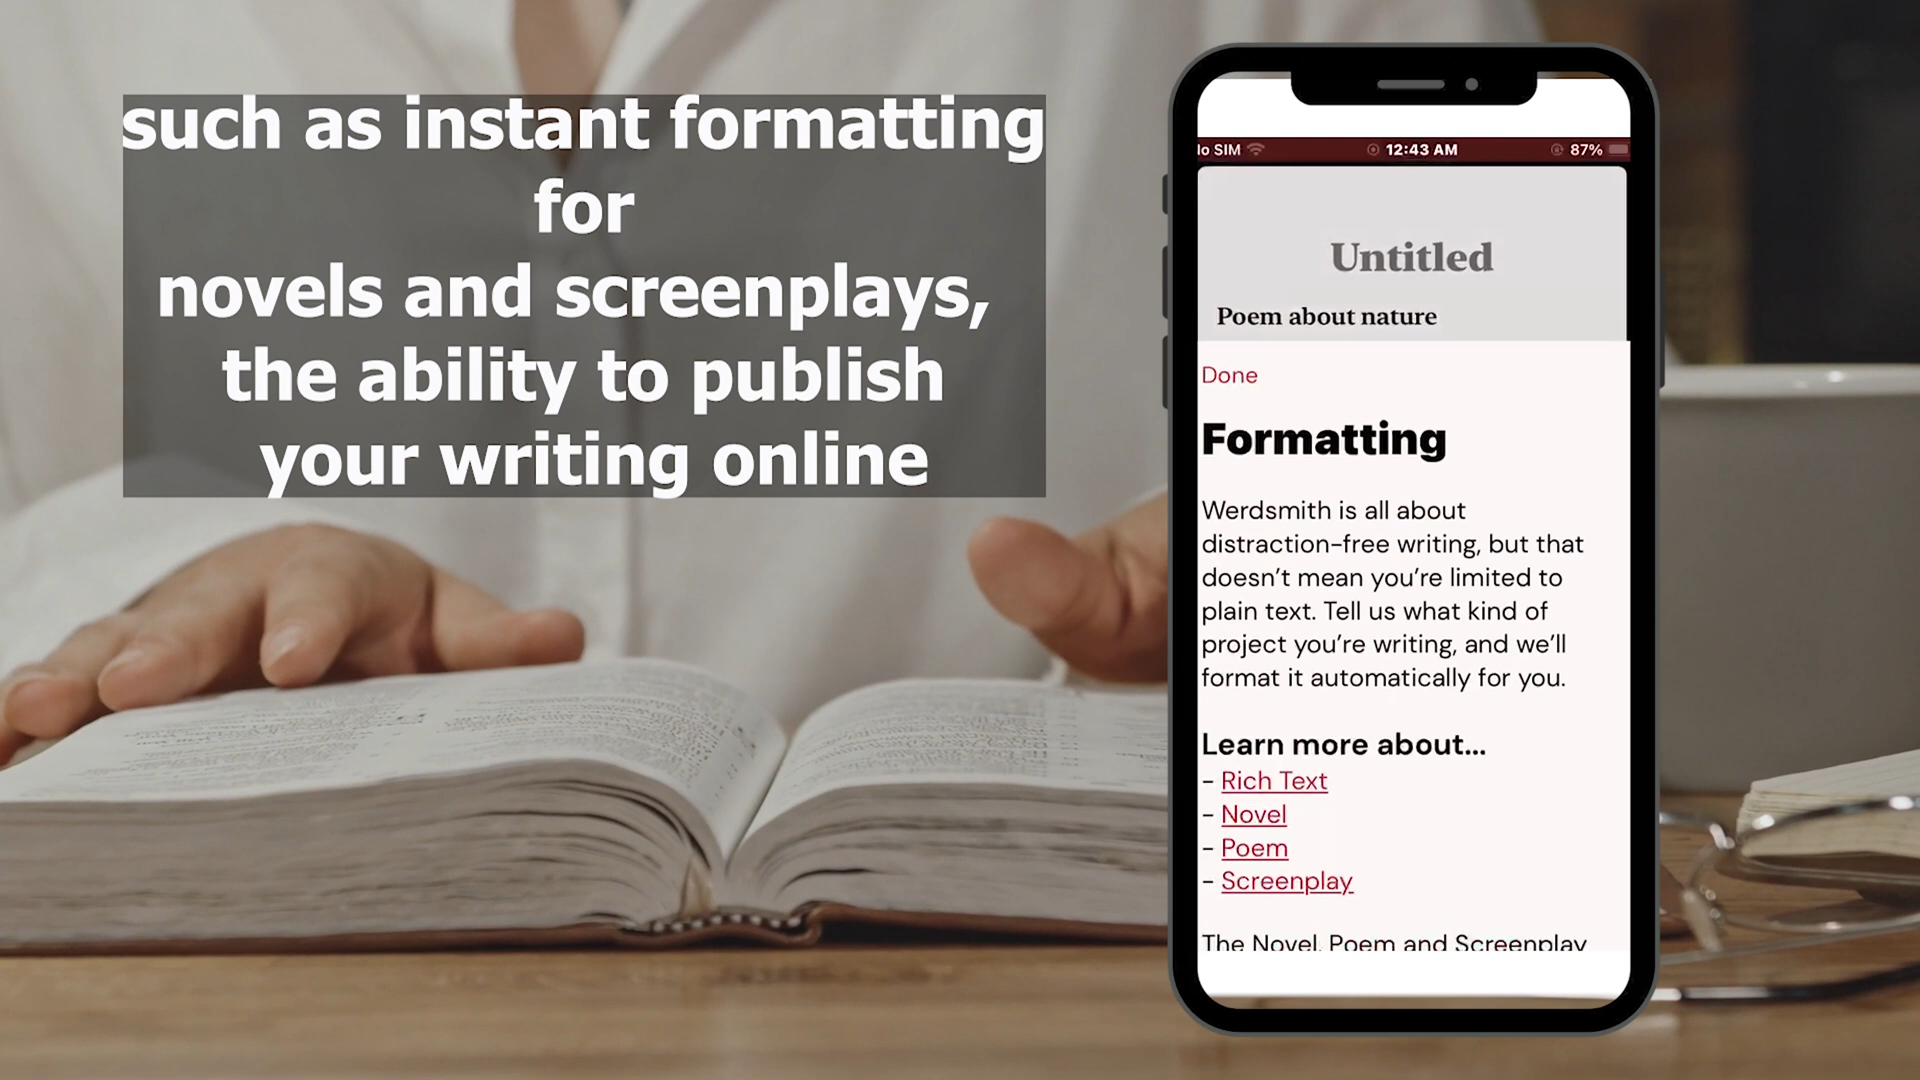 such as instant formatting
for
novels and screenplays,
the ability to publish
your writing online
lo SIM
12:43 AM
87%
Untitled
Poem about nature
Done
Formatting
Werdsmith is all about
distraction-free writing, but that
doesn't mean you're limited to
plain text. Tell us what kind of
project you're writing, and we'll
format it automatically for you.
Learn more about...
- Rich Text
- Novel
- Poem
- Screenplay
The Novel, Poem and Screenplay